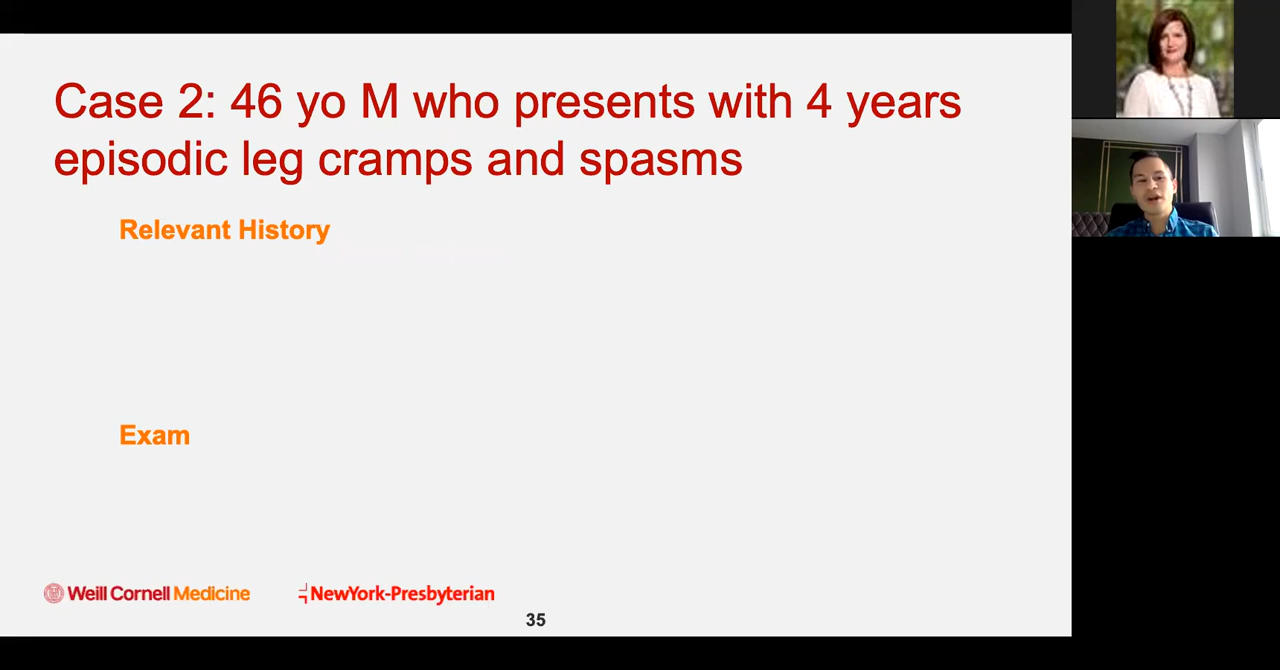 Case 2: 46 yo M who presents with 4 years
episodic leg cramps and spasms
Relevant History
Exam
Weill Cornell Medicine
NewYork-Presbyterian
35